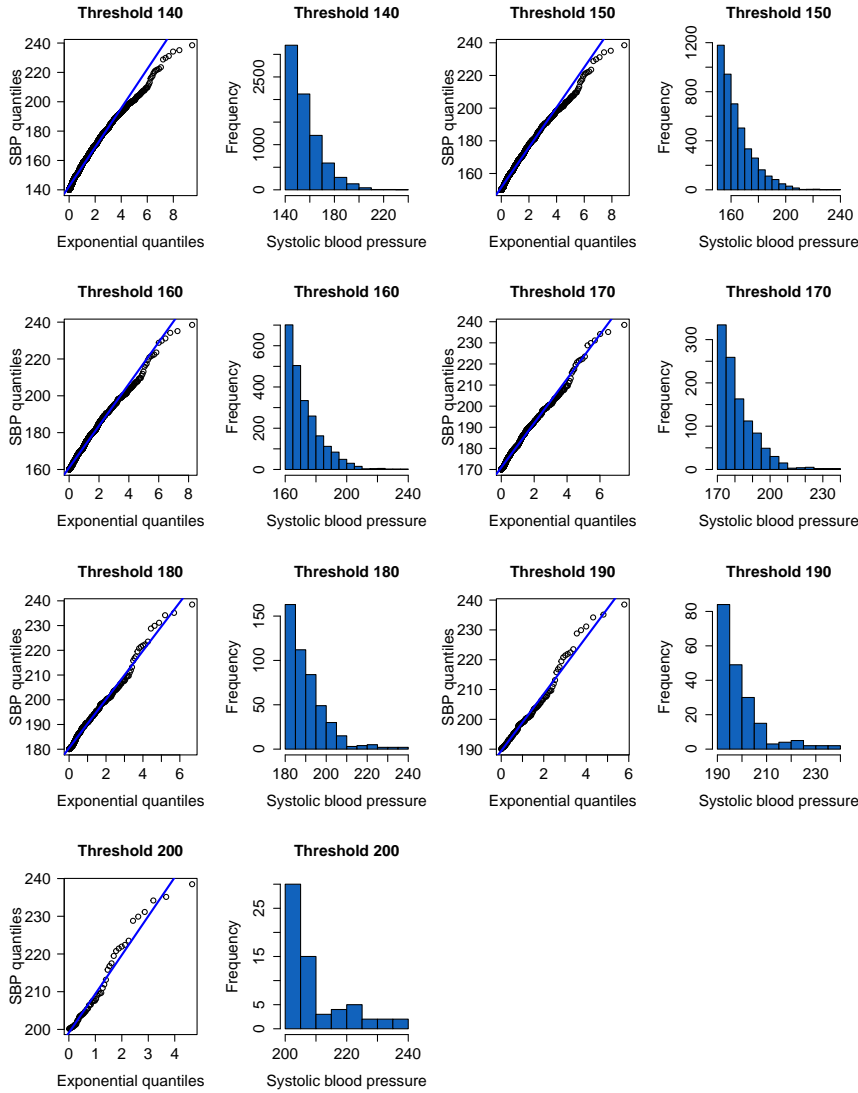 Threshold 140
SBP quantiles
240
220
200
180
160
140
0 2 4 6 8
Exponential quantiles
Threshold 140
Frequency
2500
1000
0
140 180 220
Systolic blood pressure
Threshold 150
SBP quantiles
240
220
200
180
160
0 2 4 6 8
Exponential quantiles
Threshold 150
1200
800
400
0
160 200 240
Systolic blood pressure
Threshold 160
SBP quantiles
240
220
200
180
160
0 2 4 6 8
Exponential quantiles
Threshold 160
Frequency
600
400
200
0
160 200 240
Systolic blood pressure
Threshold 170
SBP quantiles
240
230
220
210
200
190
180
170
0 2 4 6
Exponential quantiles
Threshold 170
Frequency
300
200
100
0
170 200 230
Systolic blood pressure
Threshold 180
SBP quantiles
240
230
220
210
200
190
180
0 2 4 6
Exponential quantiles
Threshold 180
Frequency
150
100
50
0
180 200 220 240
Systolic blood pressure
Threshold 190
SBP quantiles
240
230
220
210
200
190
0 2 4 6
Exponential quantiles
Threshold 190
Frequency
80
60
40
20
0
190 210 230
Systolic blood pressure
Threshold 200
SBP quantiles
240
230
220
210
200
0 1 2 3 4
Exponential quantiles
Threshold 200
Frequency
25
15
5
0
200 220 240
Systolic blood pressure